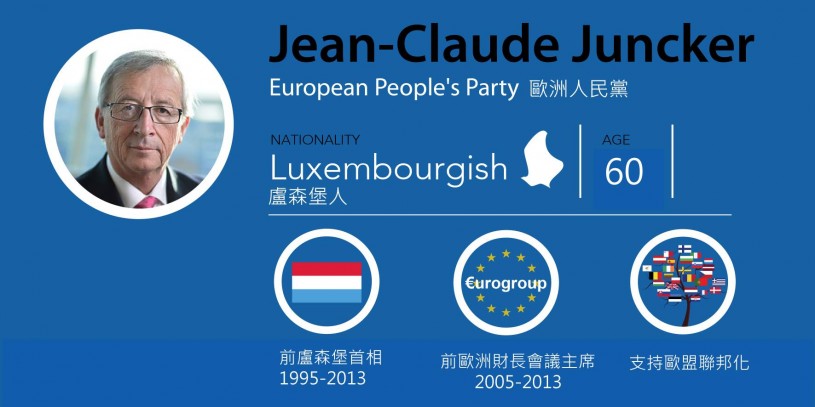 Jean-Claude Juncker
European People's Party 歐洲人民黨
NATIONALITY
Luxembourgish
盧森堡人
AGE
60
€urogroup
前盧森堡首相
1995-2013
前歐洲財長會議主席
2005-2013
支持歐盟聯邦化